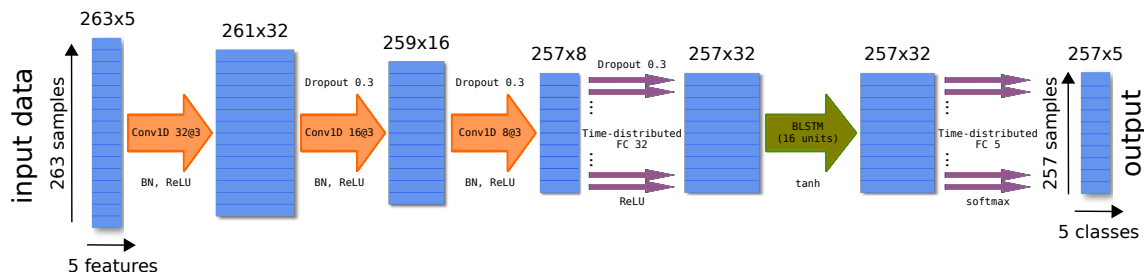 input data
263 samples
263x5
5 features
Conv1D 32@3
BN, ReLU
261x32
Dropout 0.3
Conv1D 16@3
BN, ReLU
259x16
Dropout 0.3
Conv1D 8@3
BN, ReLU
257x8
Dropout 0.3
...
Time-distributed
FC 32
...
ReLU
257x32
BLSTM
(16 units)
tanh
257x32
...
Time-distributed
FC 5
...
softmax
257 samples
257x5
5 classes
output